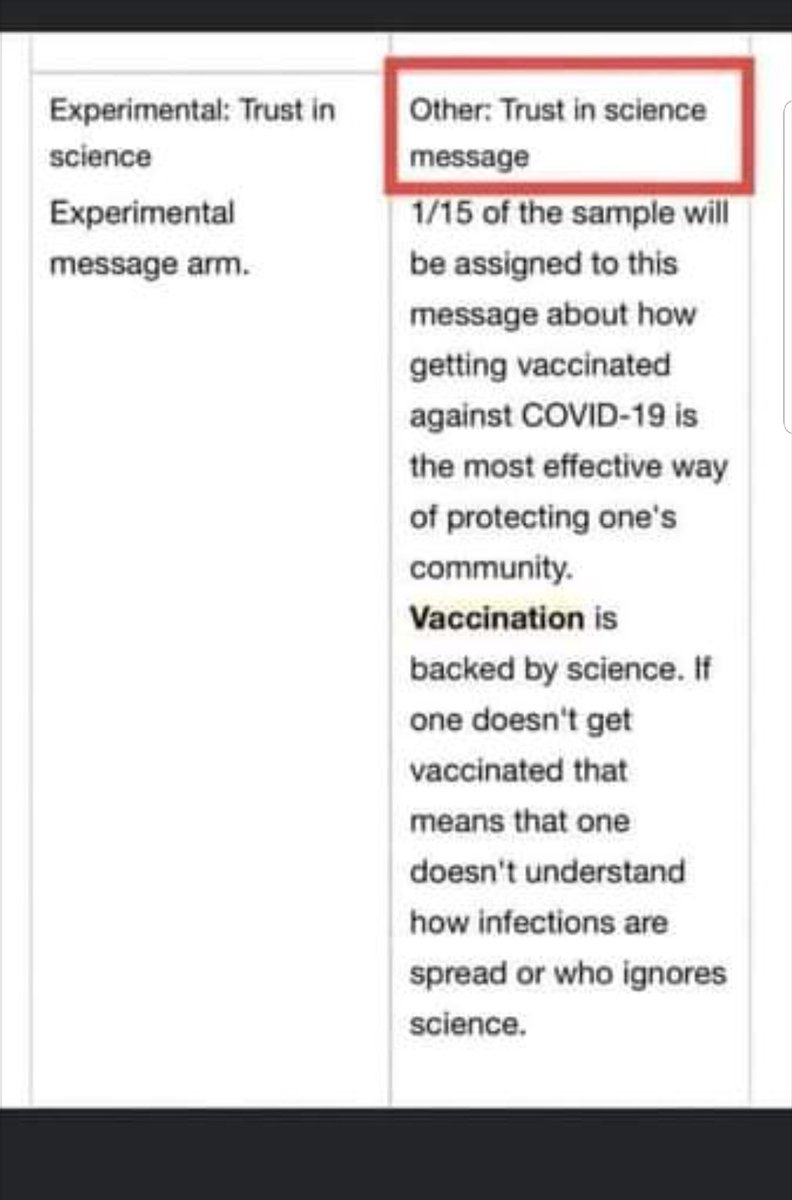 Experimental: Trust in
science
Experimental
message arm.
Other: Trust in science
message
1/15 of the sample will
be assigned to this
message about how
getting vaccinated
against COVID-19 is
the most effective way
of protecting one's
community.
Vaccination is
backed by science. If
one doesn't get
vaccinated that
means that one
doesn't understand
how infections are
spread or who ignores
science.